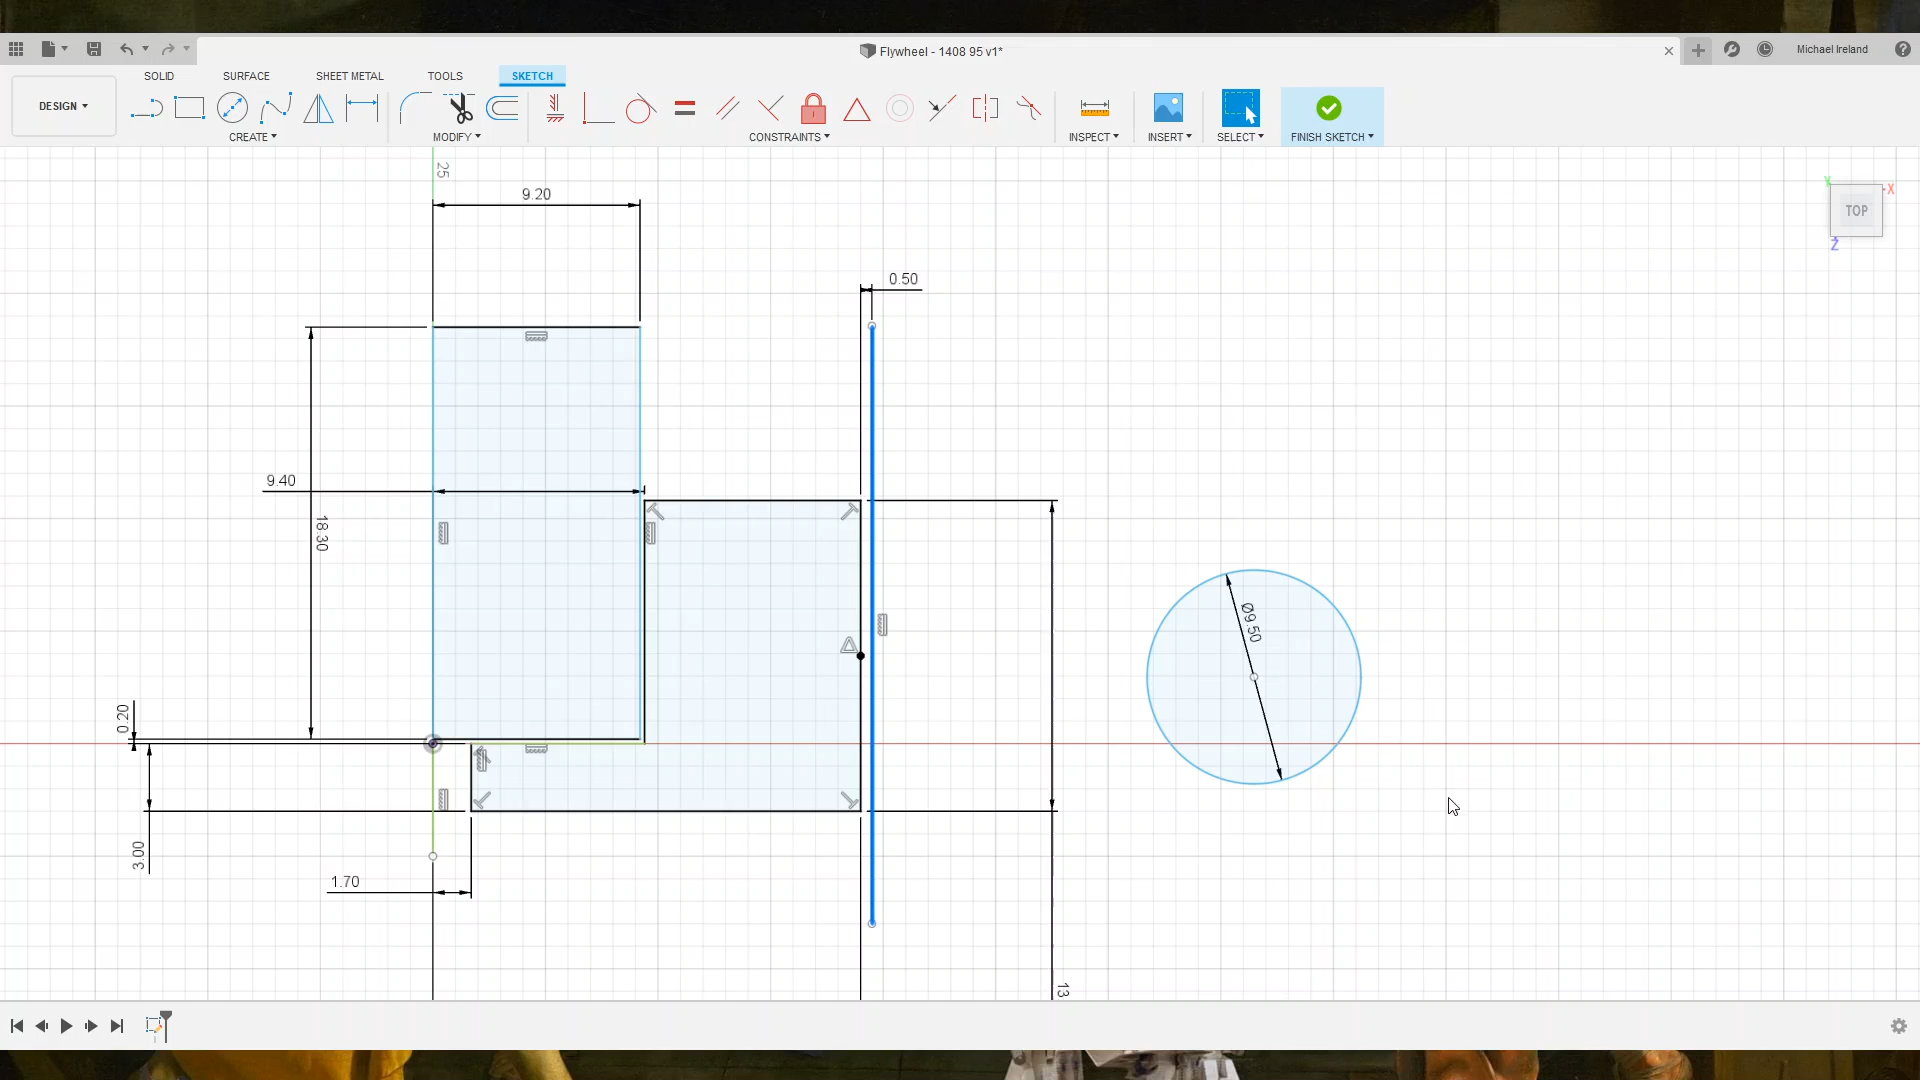 Flywheel - 1408 95 v1*
Michael Ireland
SOLID
SURFACE
SHEET METAL
TOOLS
SKETCH
DESIGN
CREATE
MODIFY
CONSTRAINTS
INSPECT
INSERT
SELECT
FINISH SKETCH
25
9.20
Y
X
TOP
Z
0.50
9.40
18.30
Ø9.50
0.20
3.00
1.70
13